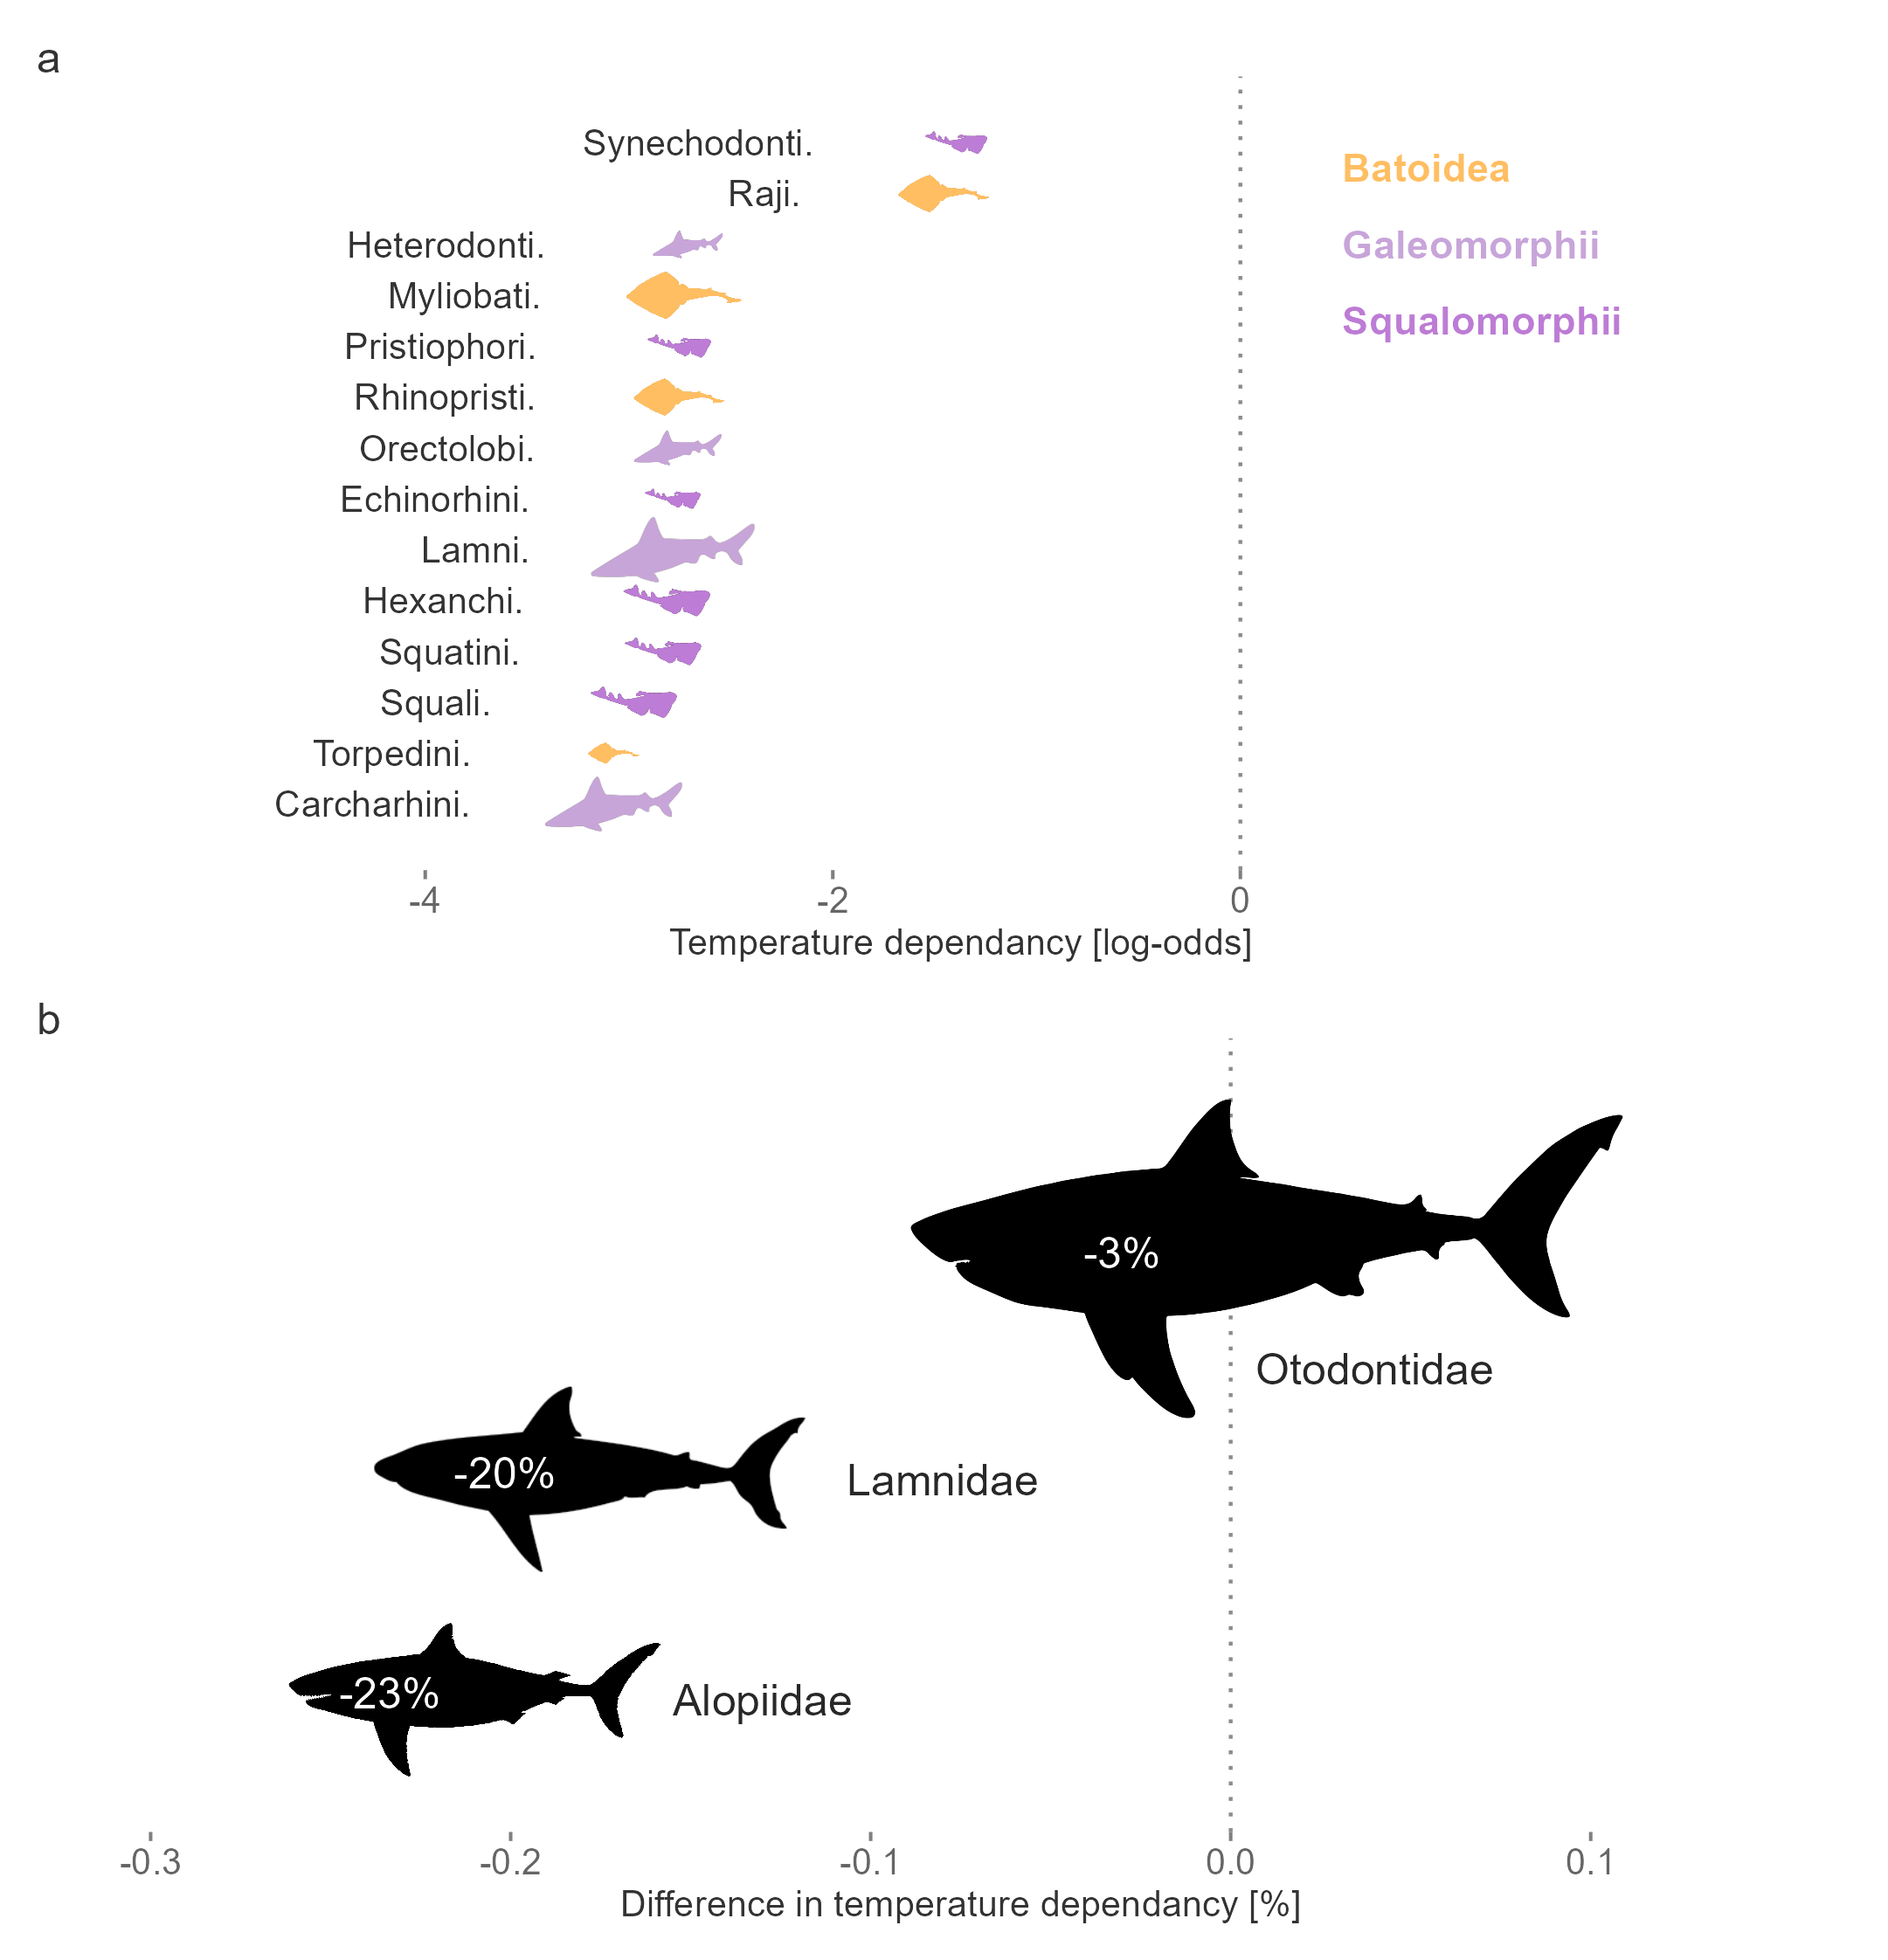 a
Synechodonti.
Raji.
Heterodonti.
Myliobati.
Pristiophori.
Rhinopristi.
Orectolobi.
Echinorhini.
Lamni.
Hexanchi.
Squatini.
Squali.
Torpedini.
Carcharhini.
Batoidea
Galeomorphii
Squalomorphii
-4 -2 0
Temperature dependancy [log-odds]
b
-3%
Otodontidae
-20%
Lamnidae
-23%
Alopiidae
-0.3 -0.2 -0.1 0.0 0.1
Difference in temperature dependancy [%]